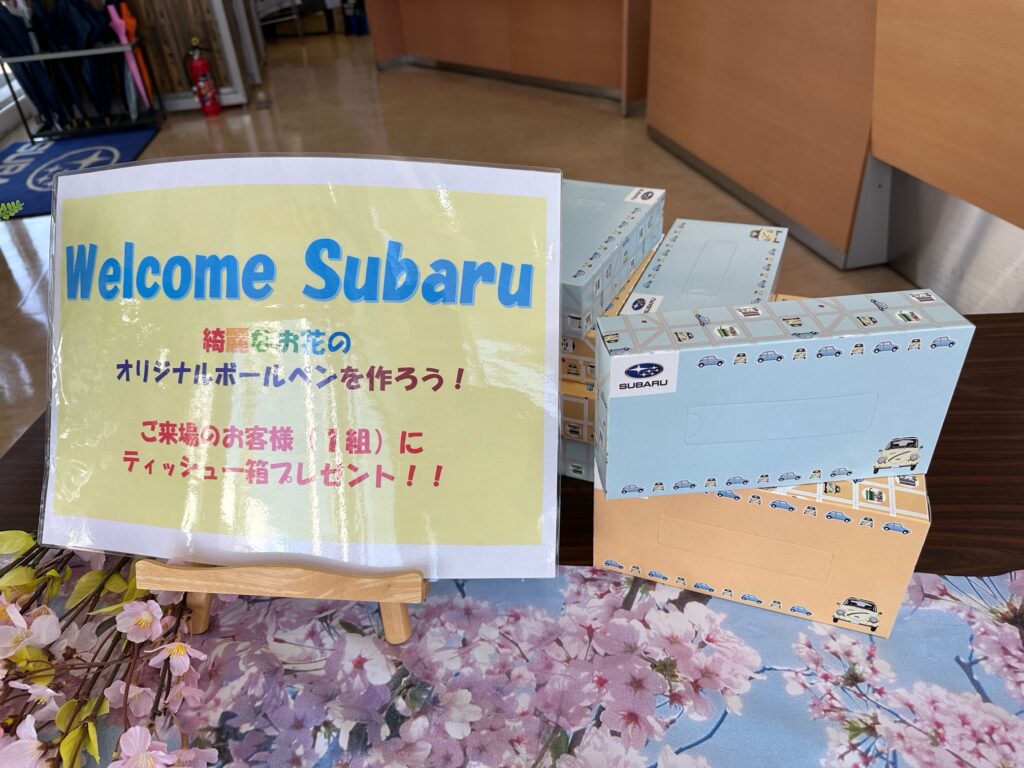 Welcome Subaru
綺麗なお花の
オリジナルボールペンを作ろう！
ご来場のお客様（1組）に
ティッシュ一箱プレゼント！！
SUBARU
SUBARU
SUBARU